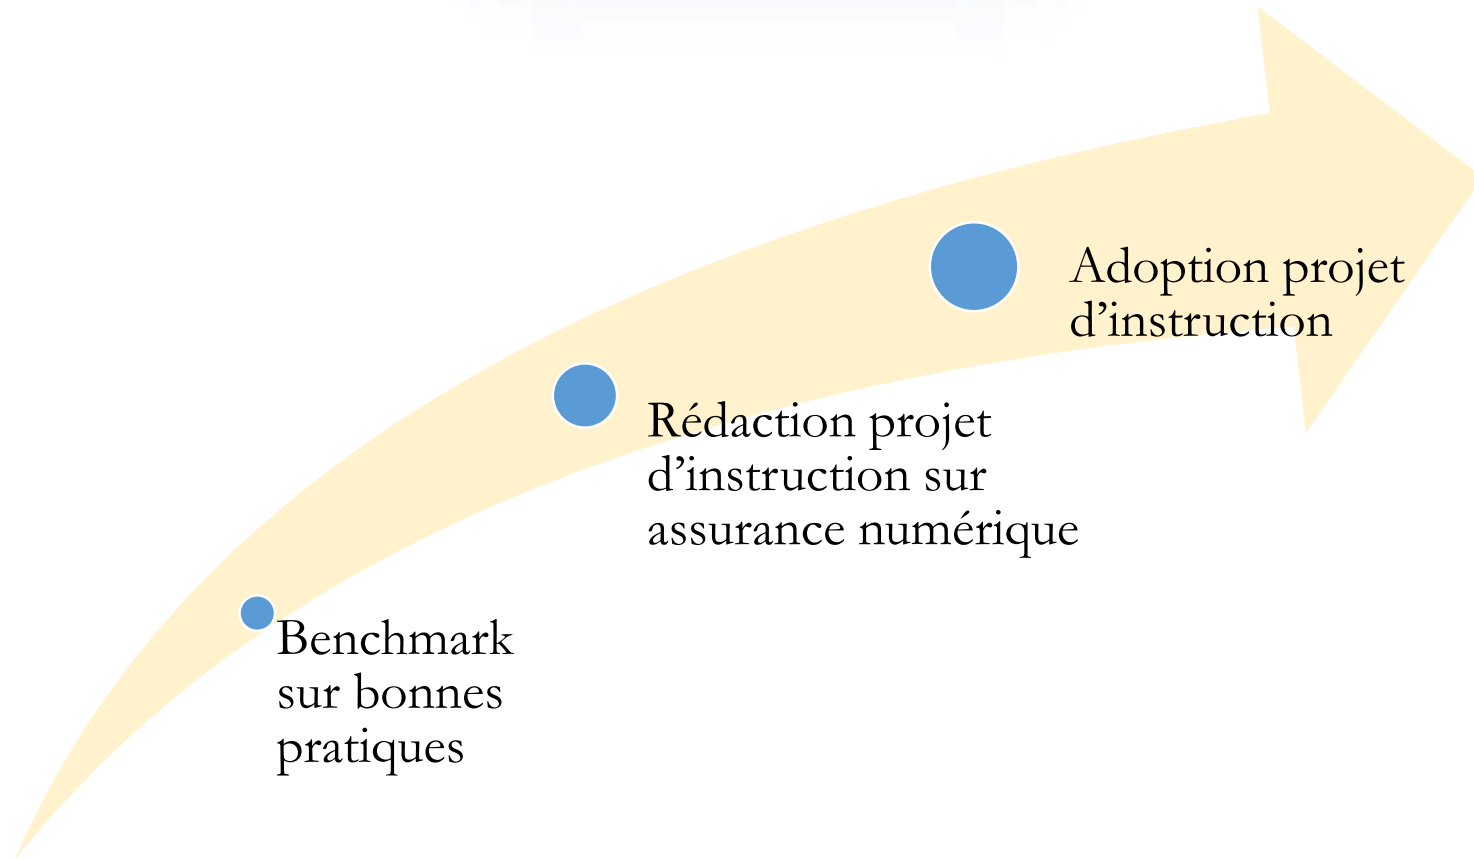 Adoption projet
d’instruction
Rédaction projet
d’instruction sur
assurance numérique
Benchmark
sur bonnes
pratiques